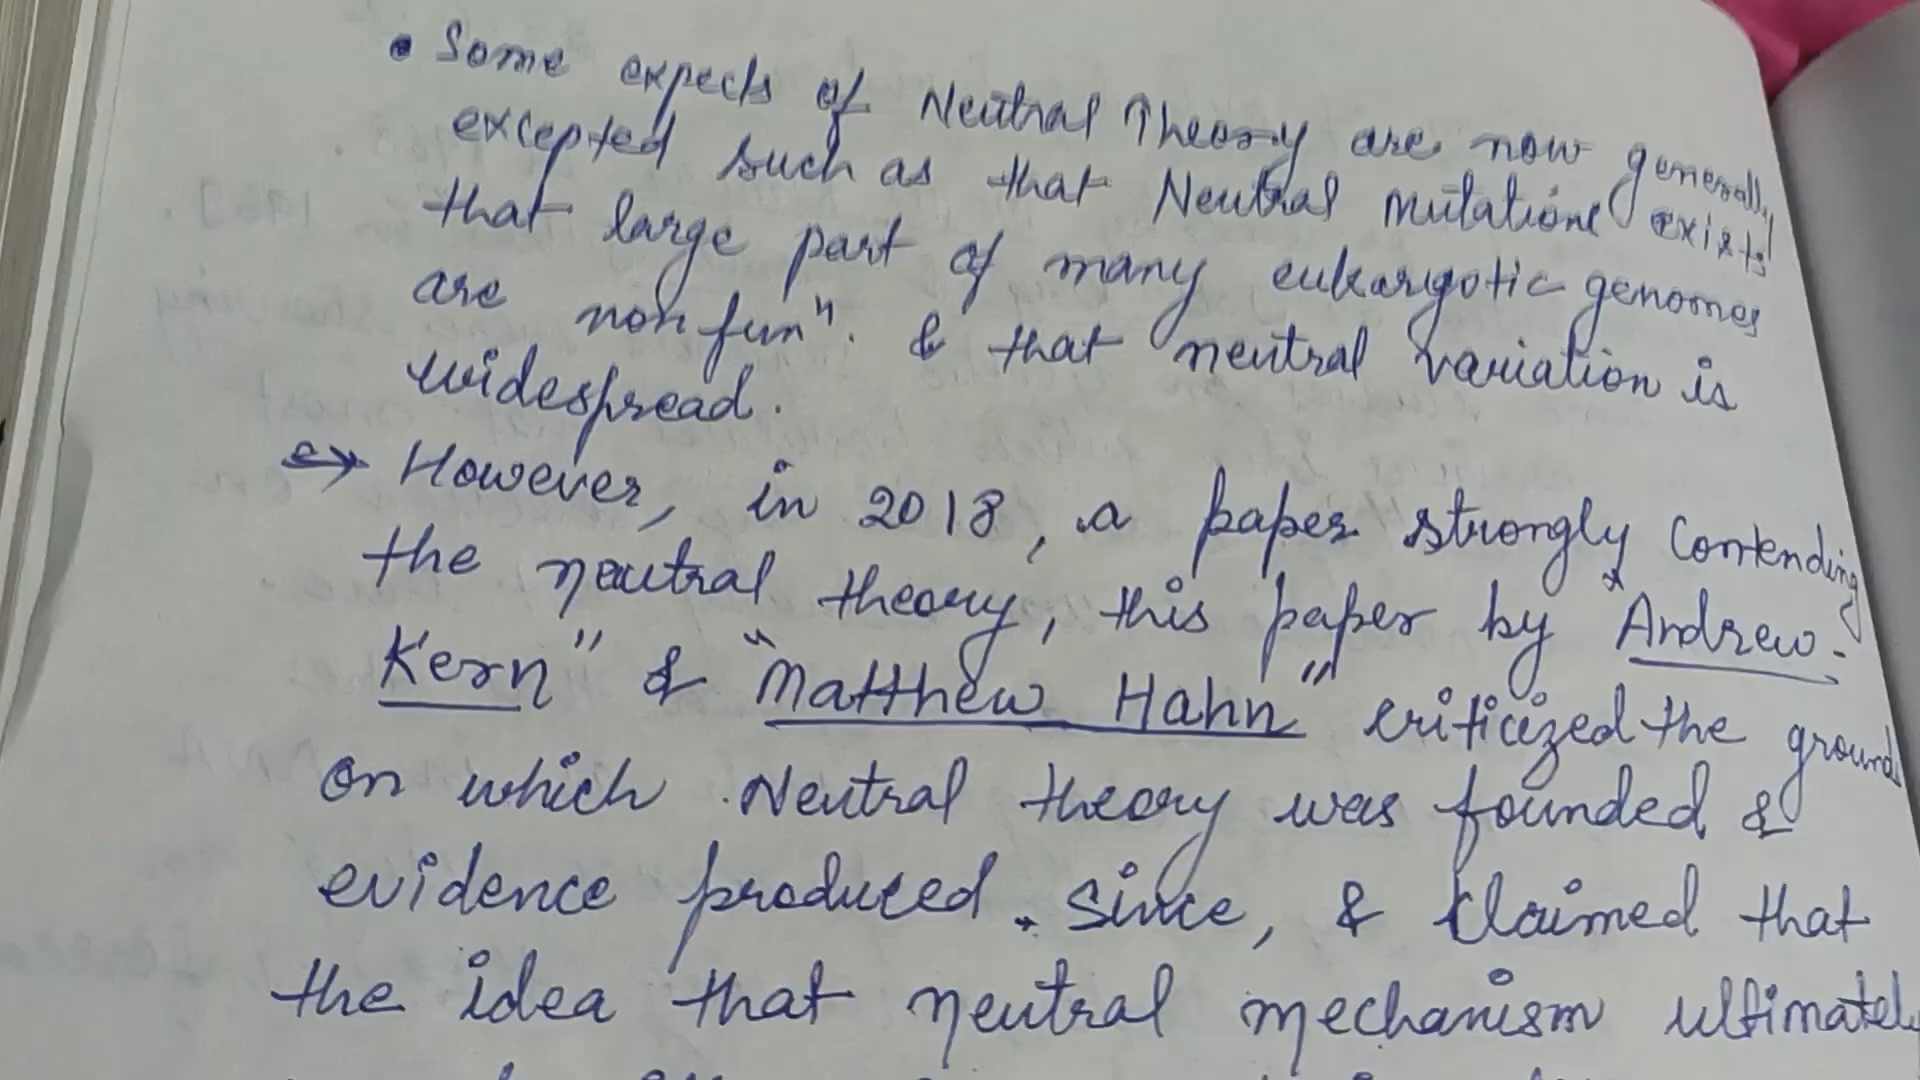 • Some expects of Neutral Theory are now generally
excepted such as that Neutral Mutations exists
that large part of many eukaryotic genomes
are non funⁿ. & that neutral variation is
widespread.
→ However, in 2018, a paper strongly Contending
the neutral theory, this paper by "Andrew-
Kern" & "Matthew Hahn" criticized the grounds
on which Neutral theory was founded &
evidence produced since, & claimed that
the idea that neutral mechanism ultimately